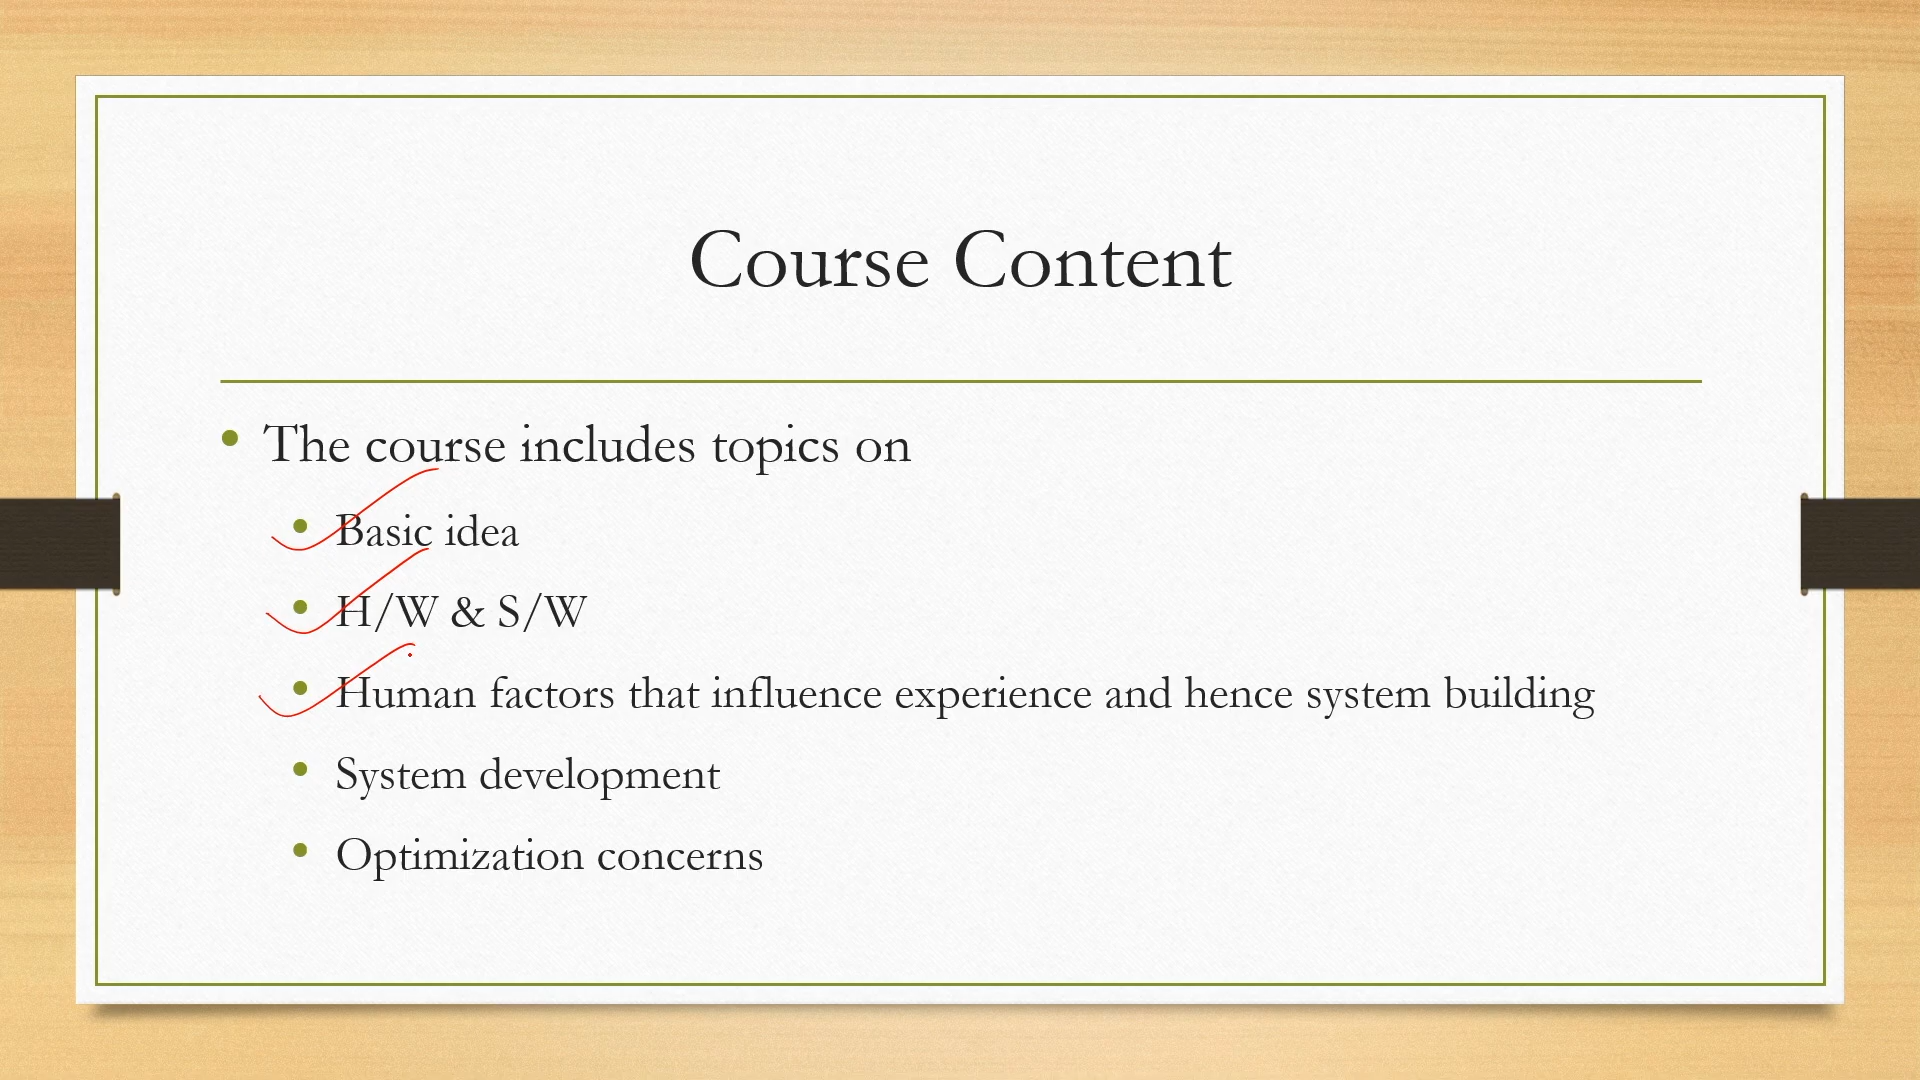 Course Content
The course includes topics on
Basic idea
H/W & S/W
Human factors that influence experience and hence system building
System development
Optimization concerns